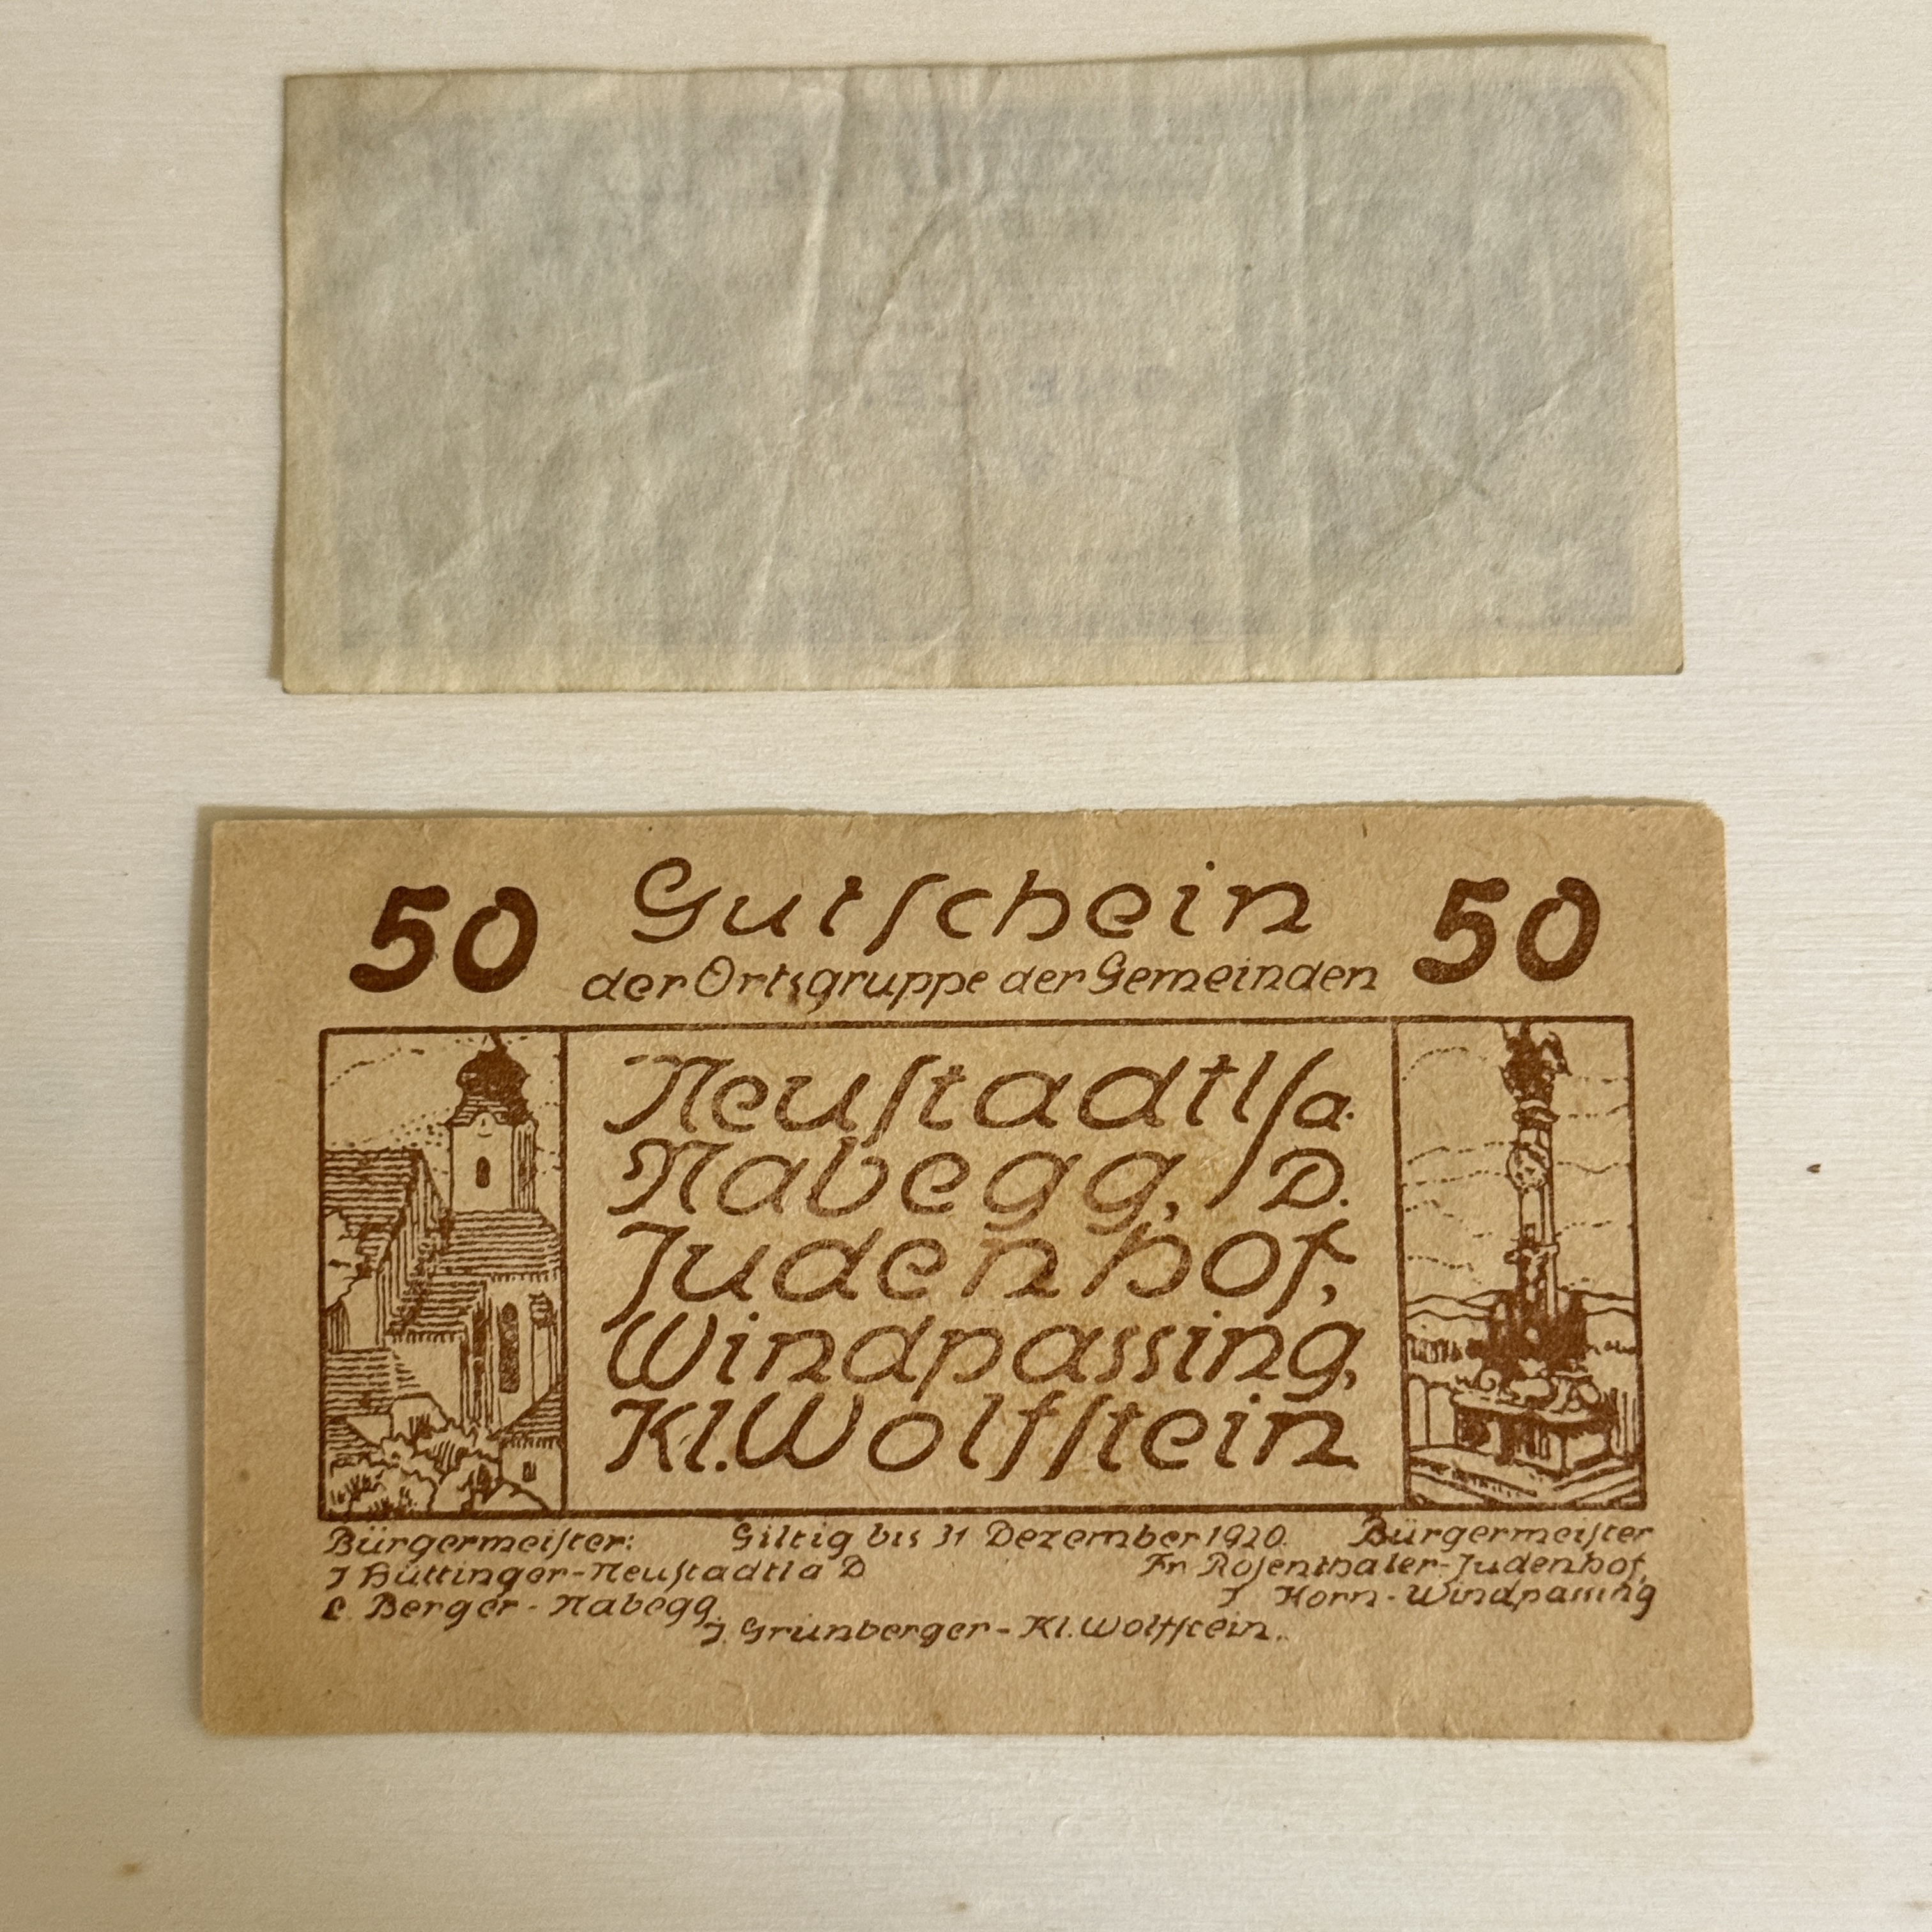 50 Gutſchein 50
der Ortsgruppe der Gemeinden
Neuſtadtl/a.
Nabegg, / D.
Judenhof,
Windpassing,
Kl.Wolfſtein.
Bürgermeiſter: Giltig bis 31 Dezember 1920. Bürgermeiſter
J Hüttinger-Neuſtadtl a D Fr Roſenthaler-Judenhof,
L. Berger - Nabegg. J Horn - Windpassing
J. Grünberger - Kl.Wolfſtein.